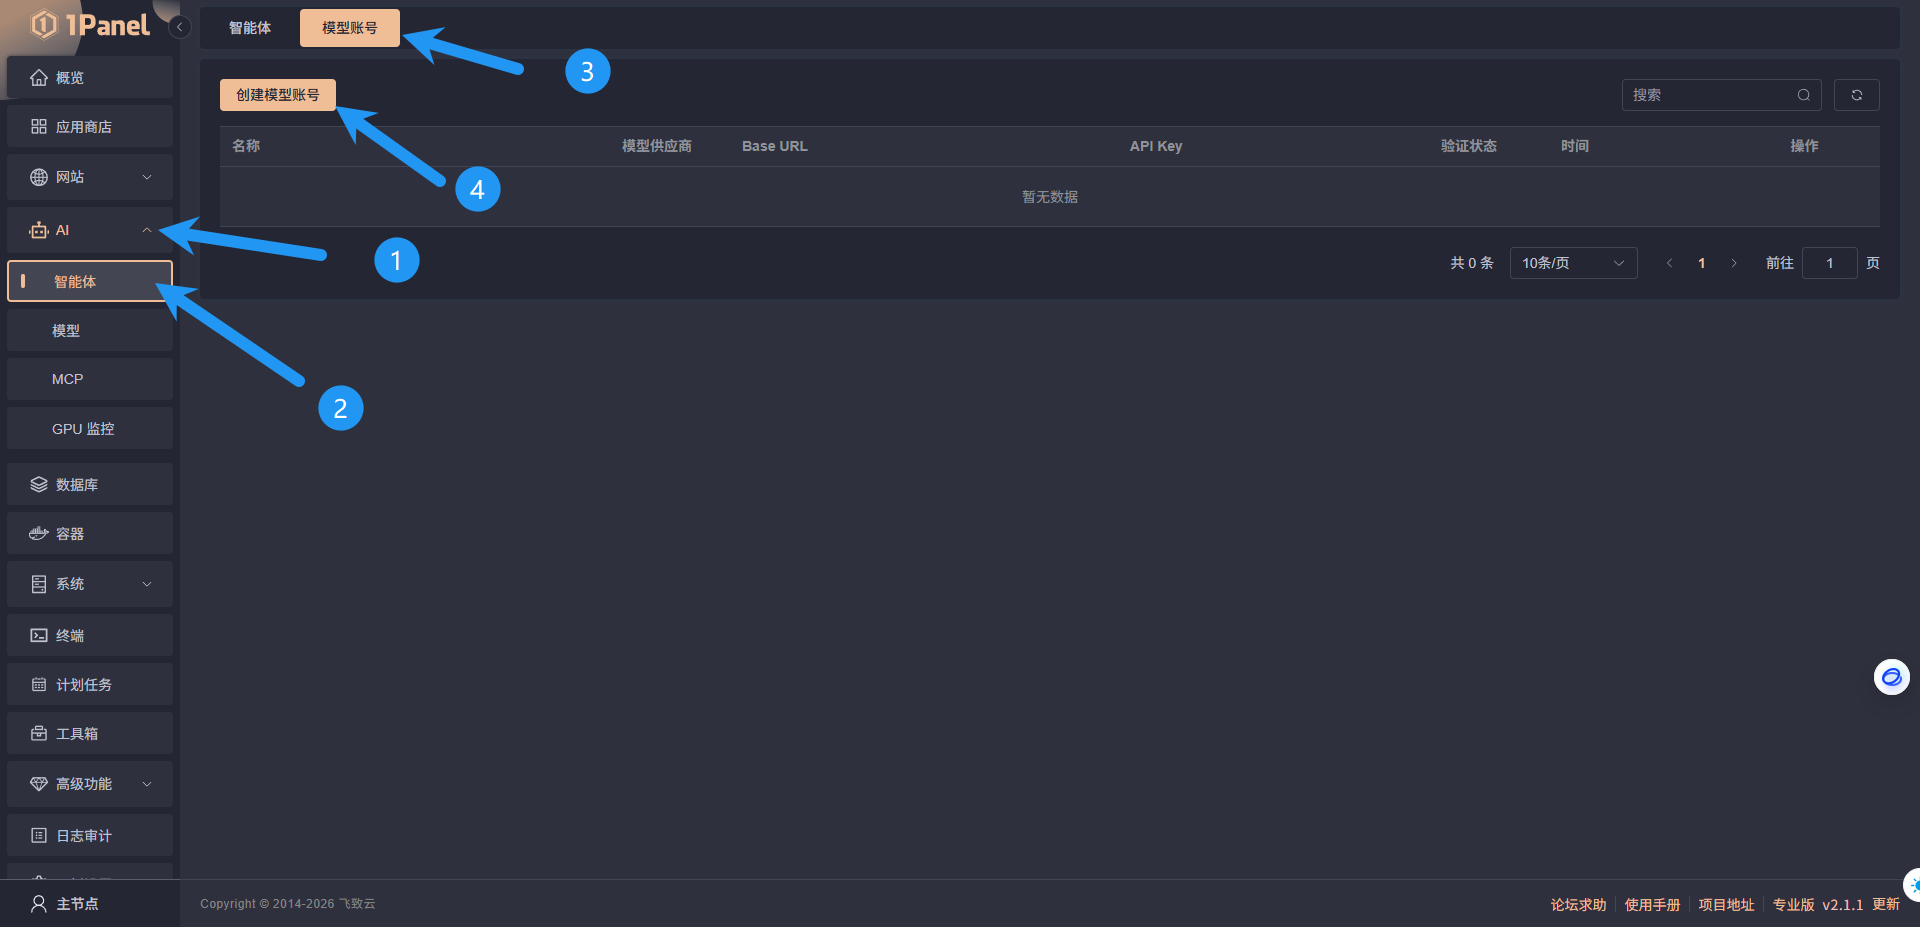 1Panel
概览
应用商店
网站
AI
智能体
模型
MCP
GPU 监控
数据库
容器
系统
终端
计划任务
工具箱
高级功能
日志审计
主节点
智能体 模型账号
创建模型账号
搜索
名称 模型供应商 Base URL API Key 验证状态 时间 操作
暂无数据
共 0 条 10条/页 1 前往 1 页
1
2
3
4
Copyright © 2014-2026 飞致云
论坛求助 使用手册 项目地址 专业版 v2.1.1 更新